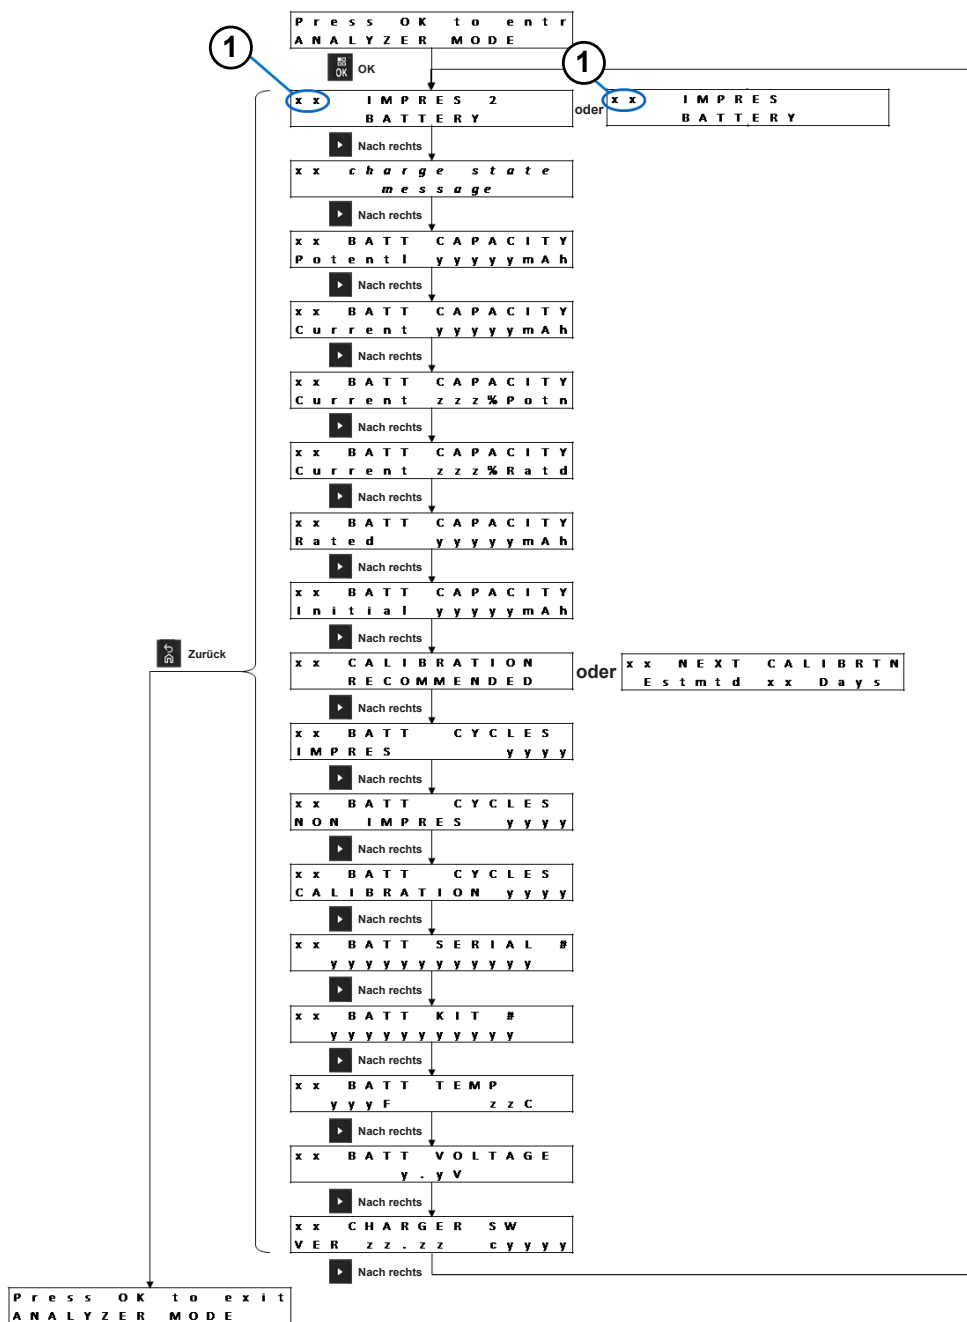 Press OK to entr
ANALYZER MODE
1
OK OK
1
xx IMPRES 2
BATTERY
oder
xx IMPRES
BATTERY
Nach rechts
xx charge state
message
Nach rechts
xx BATT CAPACITY
Potentl yyyyymAh
Nach rechts
xx BATT CAPACITY
Current yyyyymAh
Nach rechts
xx BATT CAPACITY
Current zzz%Potn
Nach rechts
xx BATT CAPACITY
Current zzz%Ratd
Nach rechts
xx BATT CAPACITY
Rated yyyyymAh
Nach rechts
xx BATT CAPACITY
Initial yyyyymAh
Nach rechts
Zurück
xx CALIBRATION
RECOMMENDED
oder
xx NEXT CALIBRTN
Estmtd xx Days
Nach rechts
xx BATT CYCLES
IMPRES yyyy
Nach rechts
xx BATT CYCLES
NON IMPRES yyyy
Nach rechts
xx BATT CYCLES
CALIBRATION yyyy
Nach rechts
xx BATT SERIAL #
yyyyyyyyyyyy
Nach rechts
xx BATT KIT #
yyyyyyyyyyy
Nach rechts
xx BATT TEMP
yyyF zzC
Nach rechts
xx BATT VOLTAGE
y.yV
Nach rechts
xx CHARGER SW
VER zz.zz cyyyy
Nach rechts
Press OK to exit
ANALYZER MODE